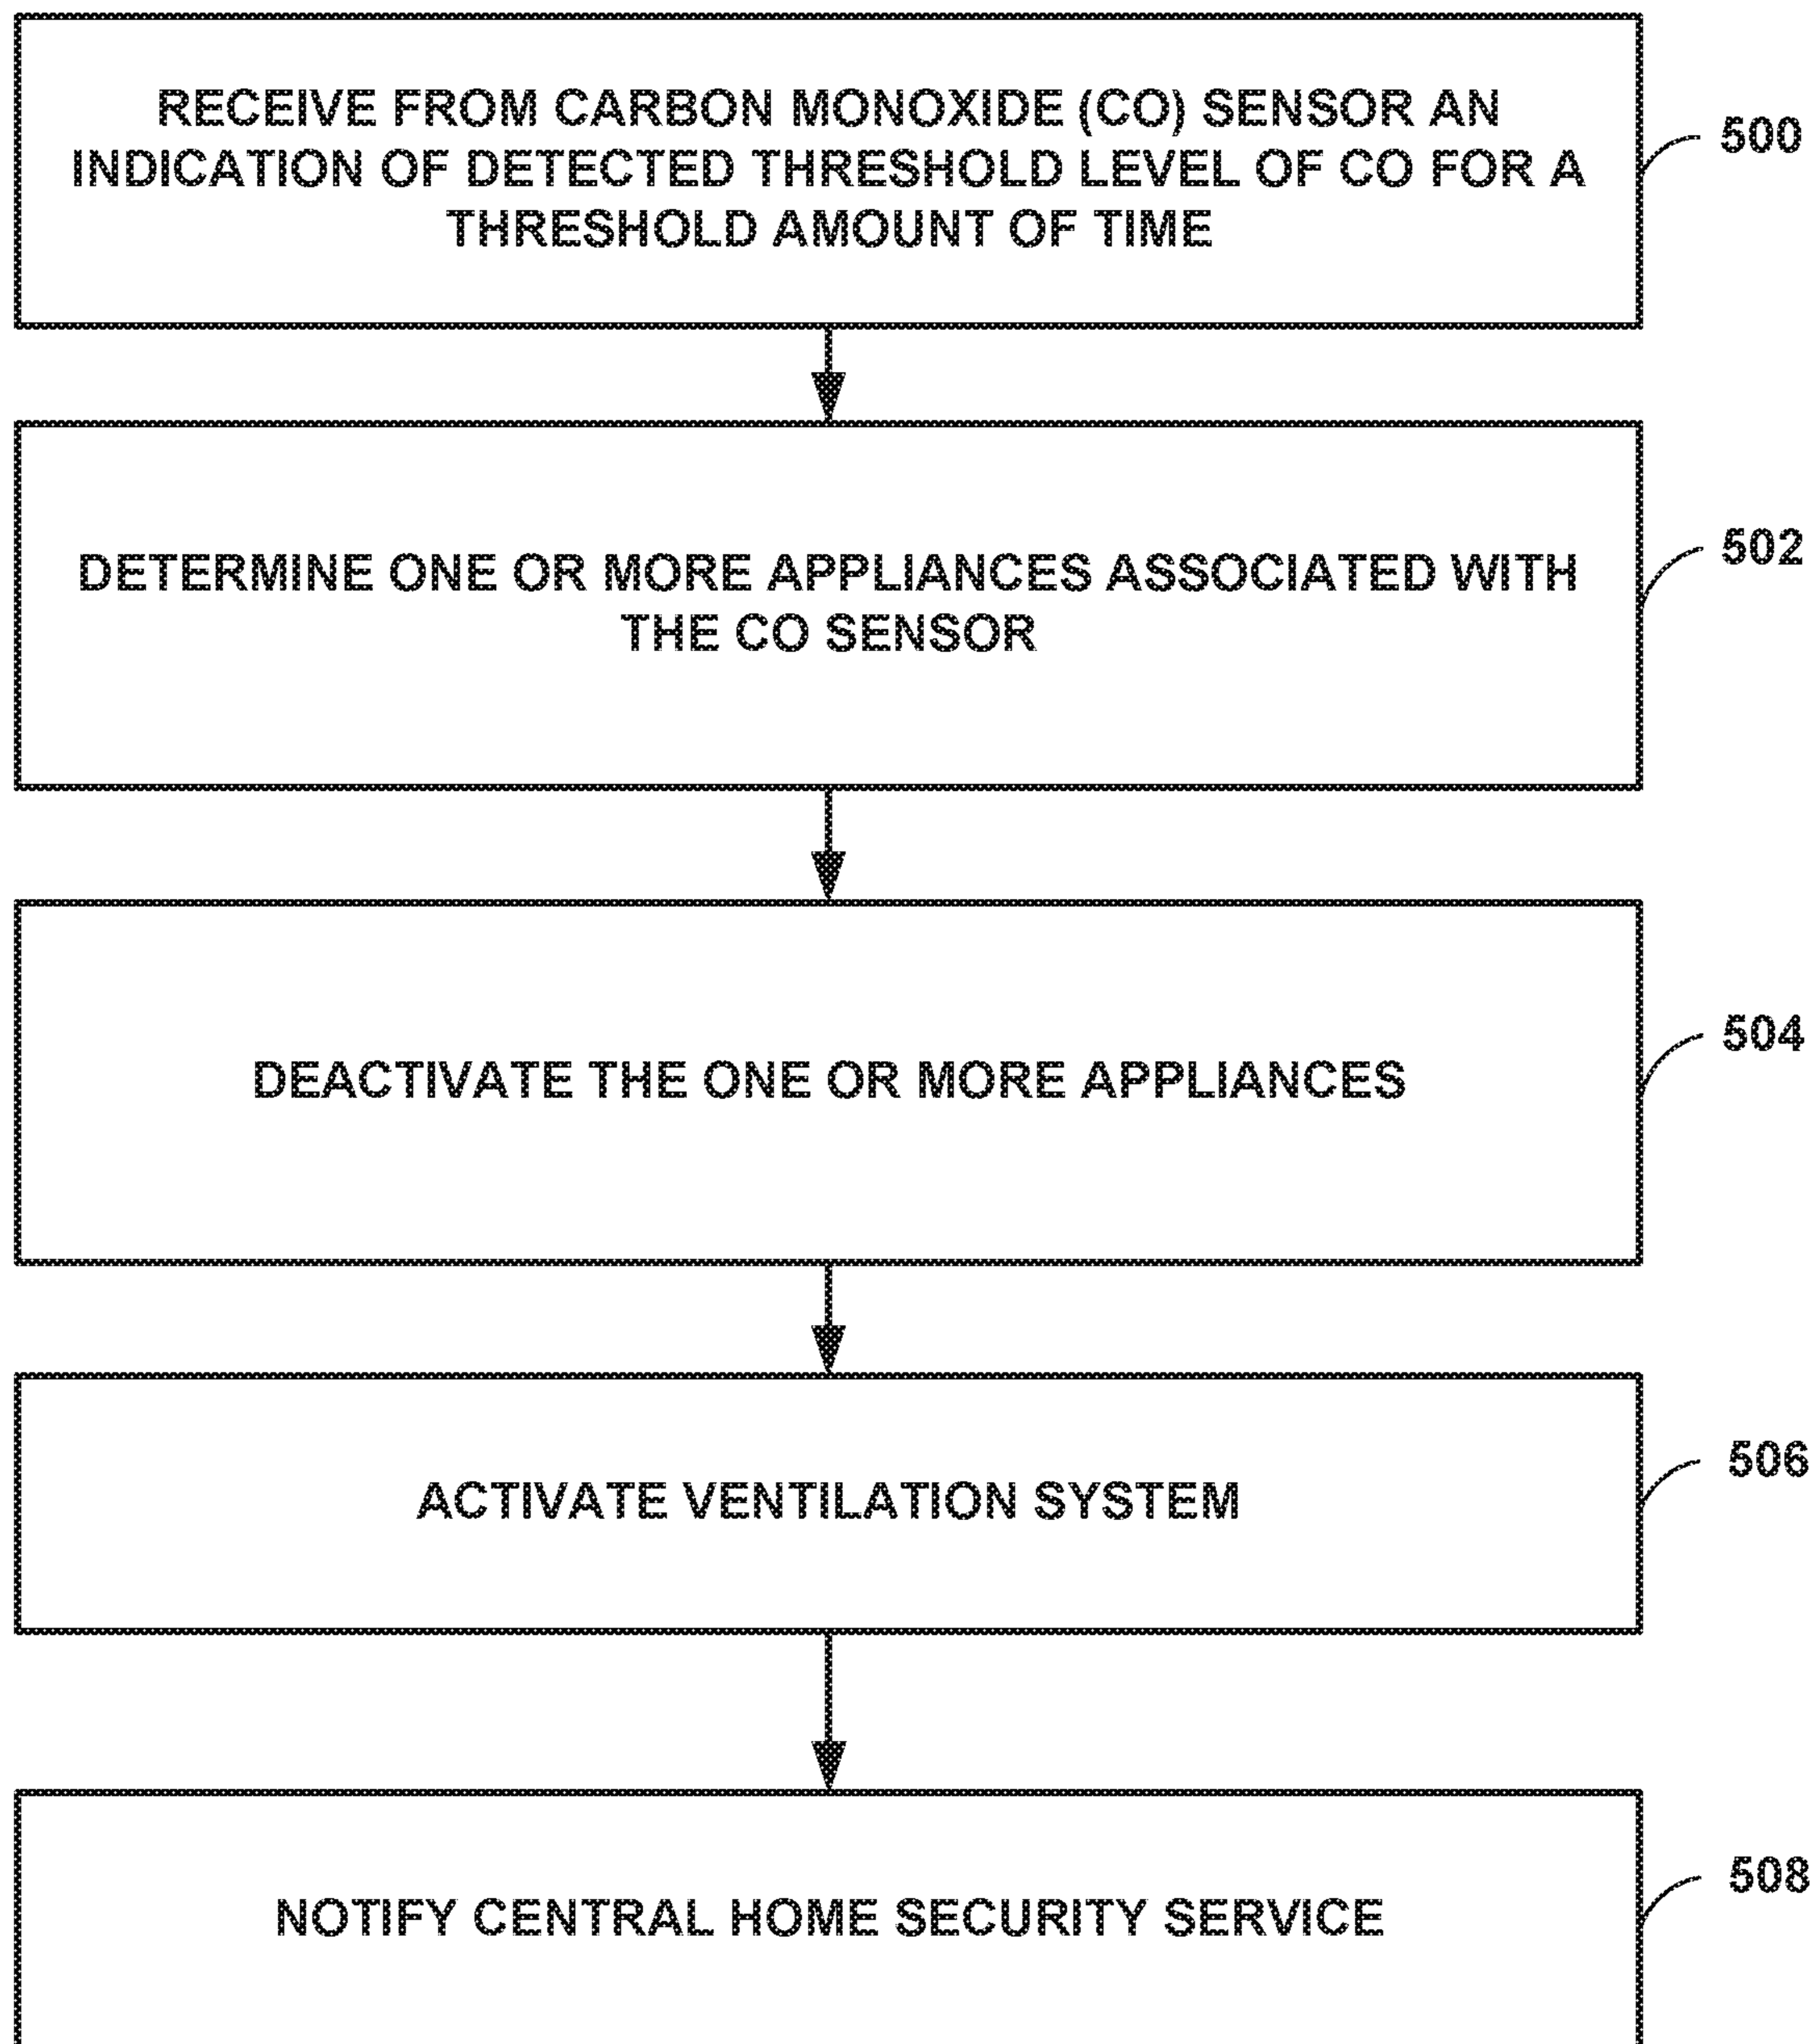 RECEIVE FROM CARBON MONOXIDE (CO) SENSOR AN
INDICATION OF DETECTED THRESHOLD LEVEL OF CO FOR A
THRESHOLD AMOUNT OF TIME
500
DETERMINE ONE OR MORE APPLIANCES ASSOCIATED WITH
THE CO SENSOR
502
DEACTIVATE THE ONE OR MORE APPLIANCES
504
ACTIVATE VENTILATION SYSTEM
506
NOTIFY CENTRAL HOME SECURITY SERVICE
508